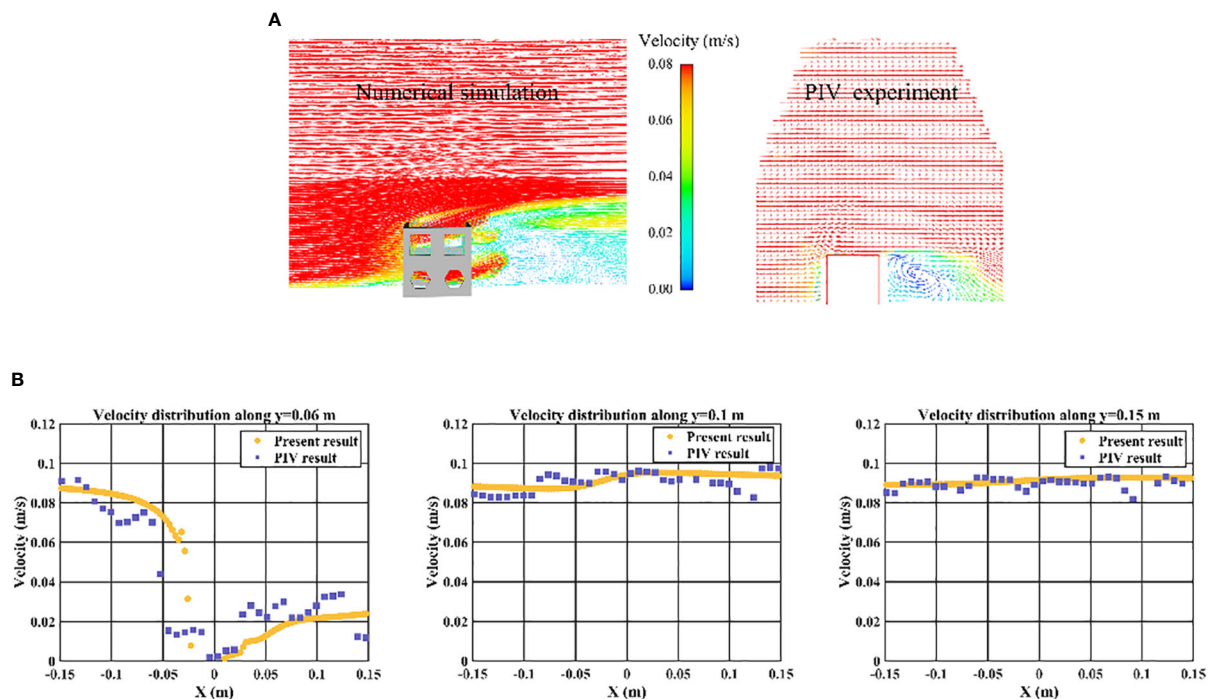 A
Velocity (m/s)
Numerical simulation
0.08
0.06
0.04
0.02
0.00
PIV experiment
B
Velocity distribution along y=0.06 m
Present result
PIV result
0.12
0.1
0.08
0.06
0.04
0.02
0
Velocity (m/s)
-0.15 -0.1 -0.05 0 0.05 0.1 0.15
X (m)
Velocity distribution along y=0.1 m
Present result
PIV result
0.12
0.1
0.08
0.06
0.04
0.02
0
Velocity (m/s)
-0.15 -0.1 -0.05 0 0.05 0.1 0.15
X (m)
Velocity distribution along y=0.15 m
Present result
PIV result
0.12
0.1
0.08
0.06
0.04
0.02
0
Velocity (m/s)
-0.15 -0.1 -0.05 0 0.05 0.1 0.15
X (m)